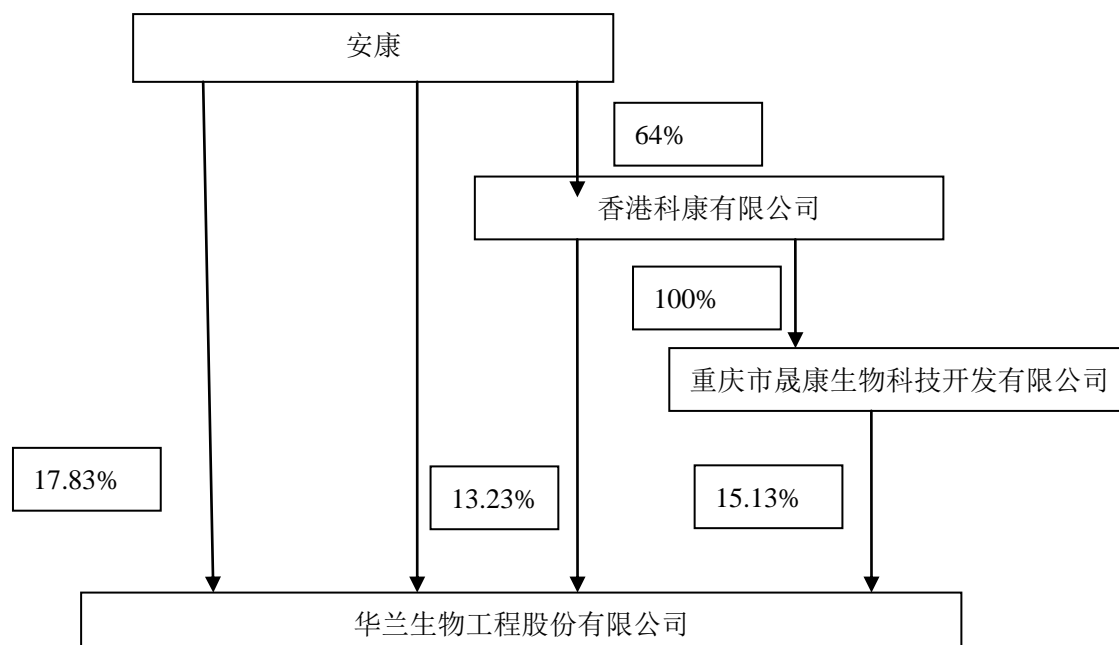 安康
64%
香港科康有限公司
100%
重庆市晟康生物科技开发有限公司
17.83%
13.23%
15.13%
华兰生物工程股份有限公司